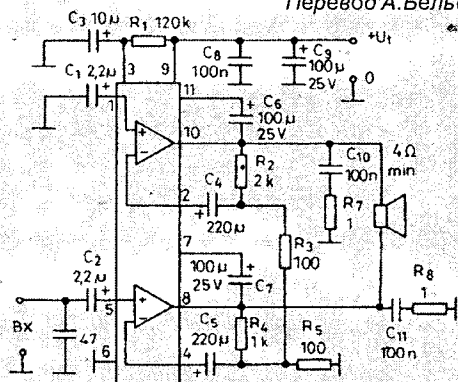 Перевод А.Бельс
C3 10μ R1 120k
+Ut
C8 100n
C9 100μ 25V
0
3 9
C1 2,2μ
1
11
C6 100μ 25V
10
4Ω min
R2 2k
C10 100n
C4 220μ
2
R7 1
R3 100
7
100μ 25V C7
C2 2,2μ
8
R8 1
5
Вх
47
C5 220μ
R4 1k
R5 100
C11 100n
6
4